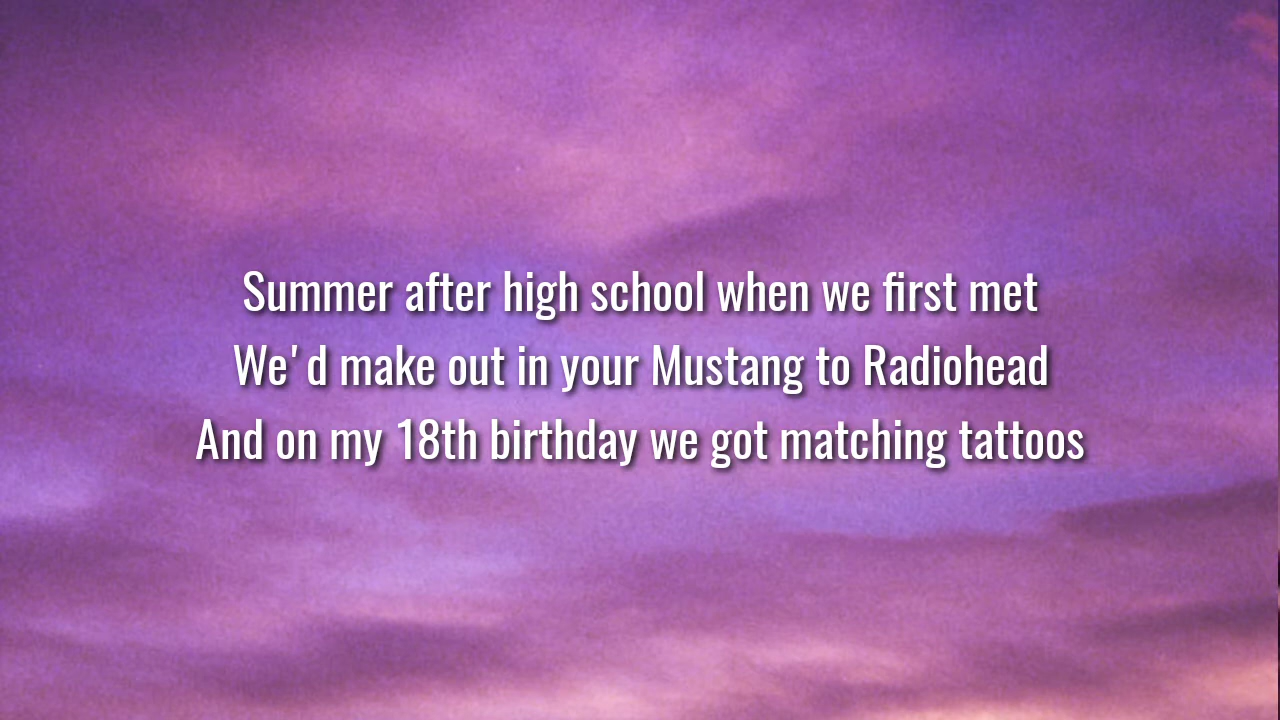 Summer after high school when we first met
We'd make out in your Mustang to Radiohead
And on my 18th birthday we got matching tattoos